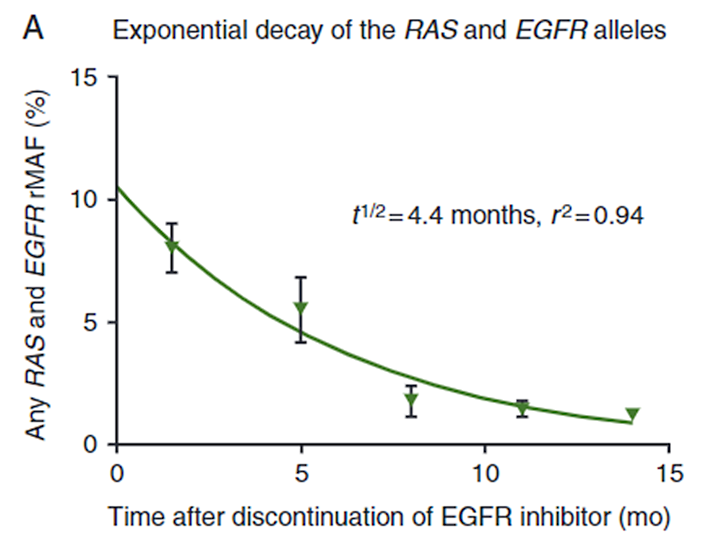 A
Exponential decay of the RAS and EGFR alleles
15
10
5
0
Any RAS and EGFR rMAF (%)
t1/2=4.4 months, r2=0.94
0 5 10 15
Time after discontinuation of EGFR inhibitor (mo)